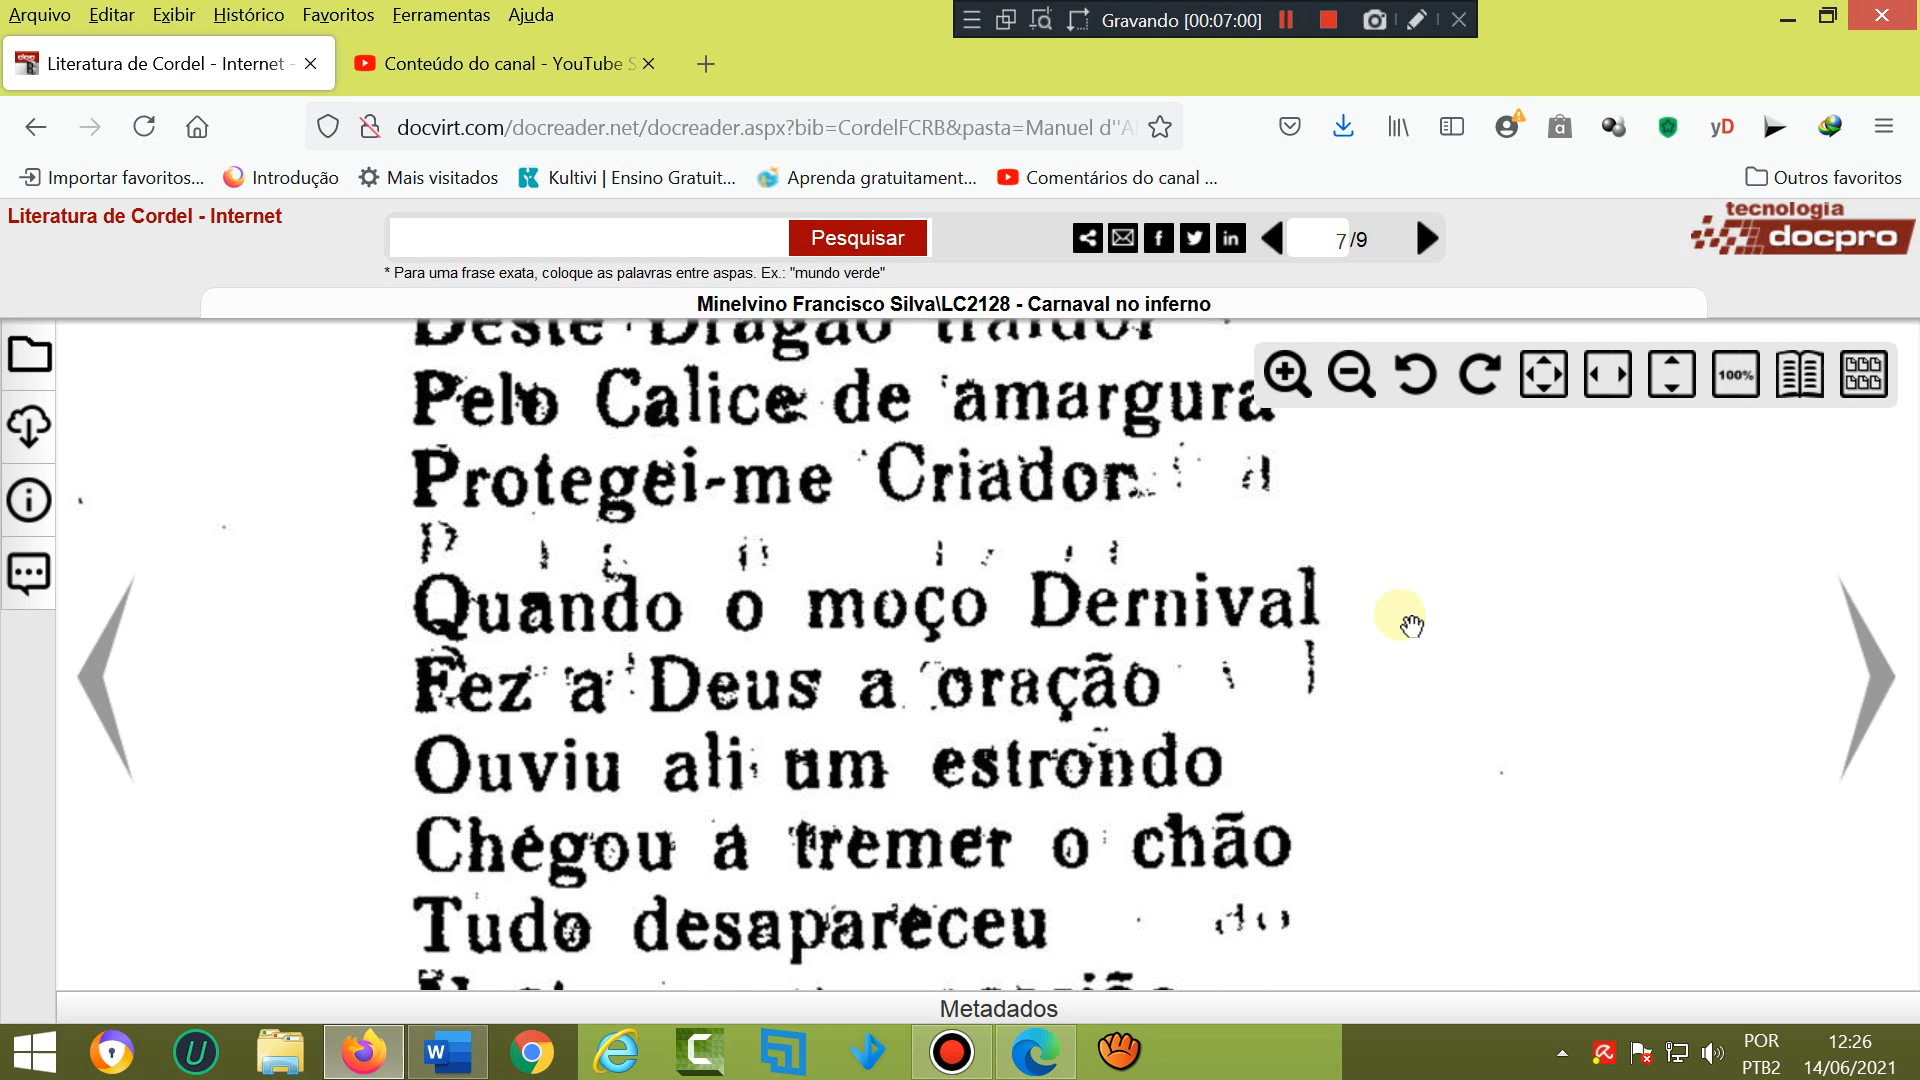 Arquivo Editar Exibir Histórico Favoritos Ferramentas Ajuda
Gravando [00:07:00]
Literatura de Cordel - Internet -
Conteúdo do canal - YouTube S
docvirt.com/docreader.net/docreader.aspx?bib=CordelFCRB&pasta=Manuel d"Al
Importar favoritos... Introdução Mais visitados Kultivi | Ensino Gratuit... Aprenda gratuitament... Comentários do canal ... Outros favoritos
Literatura de Cordel - Internet
Pesquisar
7 /9
tecnologia
docpro
* Para uma frase exata, coloque as palavras entre aspas. Ex.: "mundo verde"
Minelvino Francisco Silva\LC2128 - Carnaval no inferno
100%
Deste Dragão traidor
Pelo Calice de amargura
Protegei-me Criador
Quando o moço Dernival
Fez a Deus a oração
Ouviu ali um estrondo
Chegou a tremer o chão
Tudo desapareceu
Metadados
POR
PTB2
12:26
14/06/2021